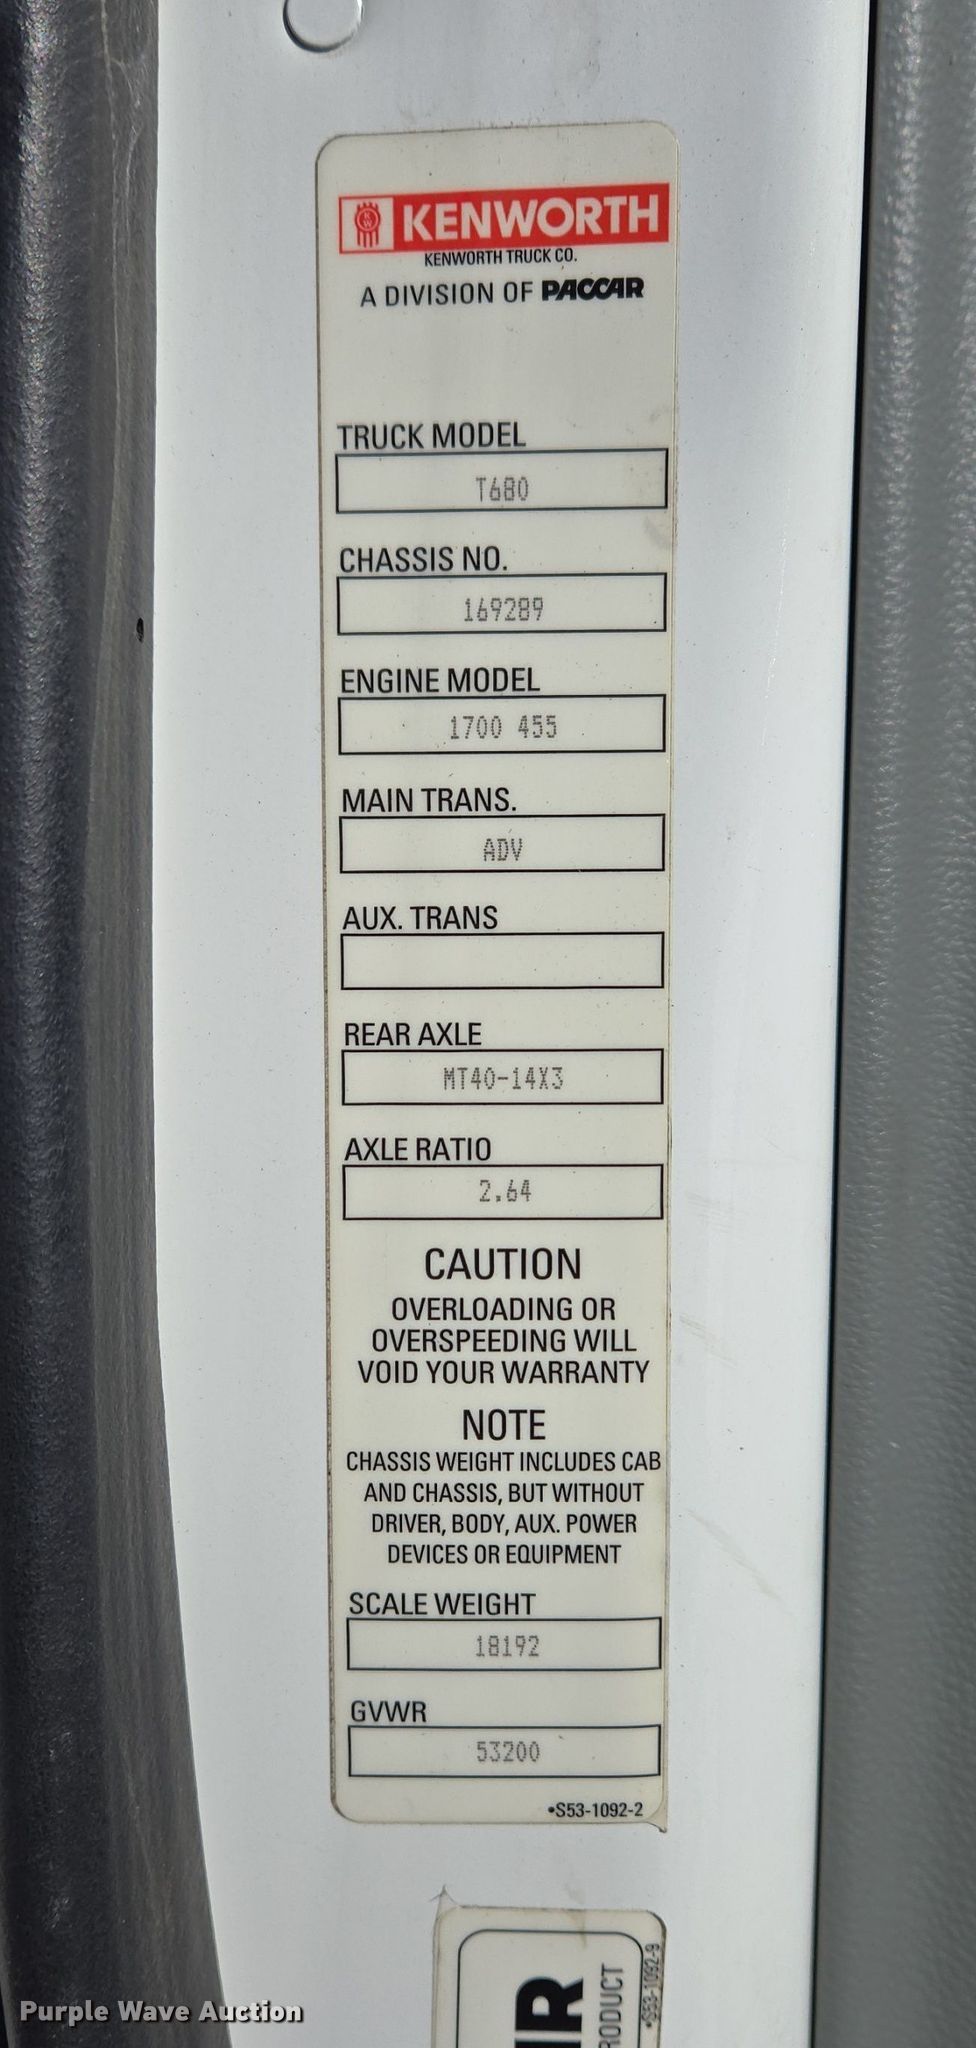 KENWORTH
KENWORTH TRUCK CO.
A DIVISION OF PACCAR
TRUCK MODEL
T680
CHASSIS NO.
169289
ENGINE MODEL
1700 455
MAIN TRANS.
ADV
AUX. TRANS
REAR AXLE
MT40-14X3
AXLE RATIO
2.64
CAUTION
OVERLOADING OR
OVERSPEEDING WILL
VOID YOUR WARRANTY
NOTE
CHASSIS WEIGHT INCLUDES CAB
AND CHASSIS, BUT WITHOUT
DRIVER, BODY, AUX. POWER
DEVICES OR EQUIPMENT
SCALE WEIGHT
18192
GVWR
53200
•S53-1092-2
•S53-1092-9
Purple Wave Auction